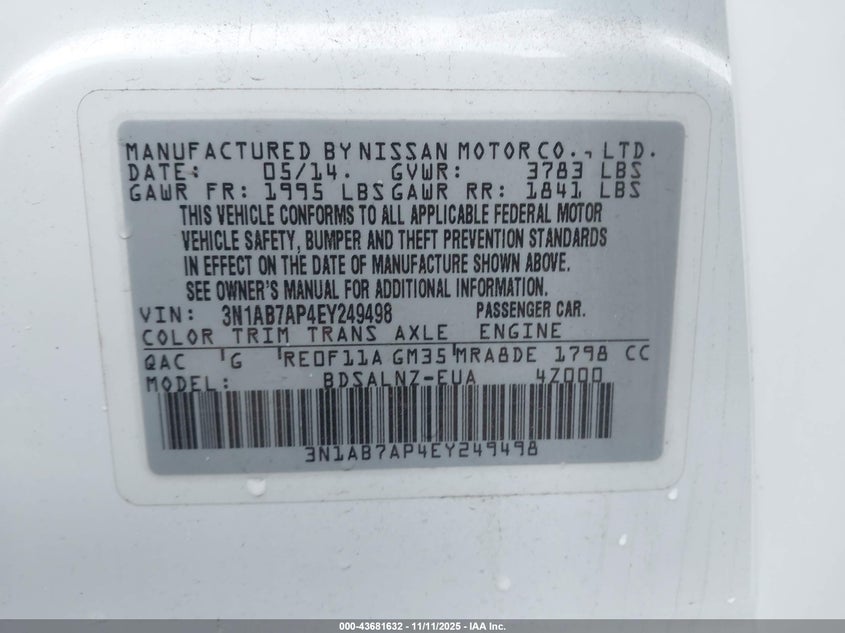 MANUFACTURED BY NISSAN MOTOR CO., LTD.
DATE: 05/14. GVWR: 3783 LBS
GAWR FR: 1995 LBS GAWR RR: 1841 LBS
THIS VEHICLE CONFORMS TO ALL APPLICABLE FEDERAL MOTOR
VEHICLE SAFETY, BUMPER AND THEFT PREVENTION STANDARDS
IN EFFECT ON THE DATE OF MANUFACTURE SHOWN ABOVE.
SEE OWNER'S MANUAL FOR ADDITIONAL INFORMATION.
VIN: 3N1AB7AP4EY249498 PASSENGER CAR.
COLOR TRIM TRANS AXLE ENGINE
QAC 'G 'RE0F11A GM35'MRA8DE 1798 CC
MODEL: BDSALNZ-EUA 4Z000
3N1AB7AP4EY249498
000-43681632 - 11/11/2025 - IAA Inc.